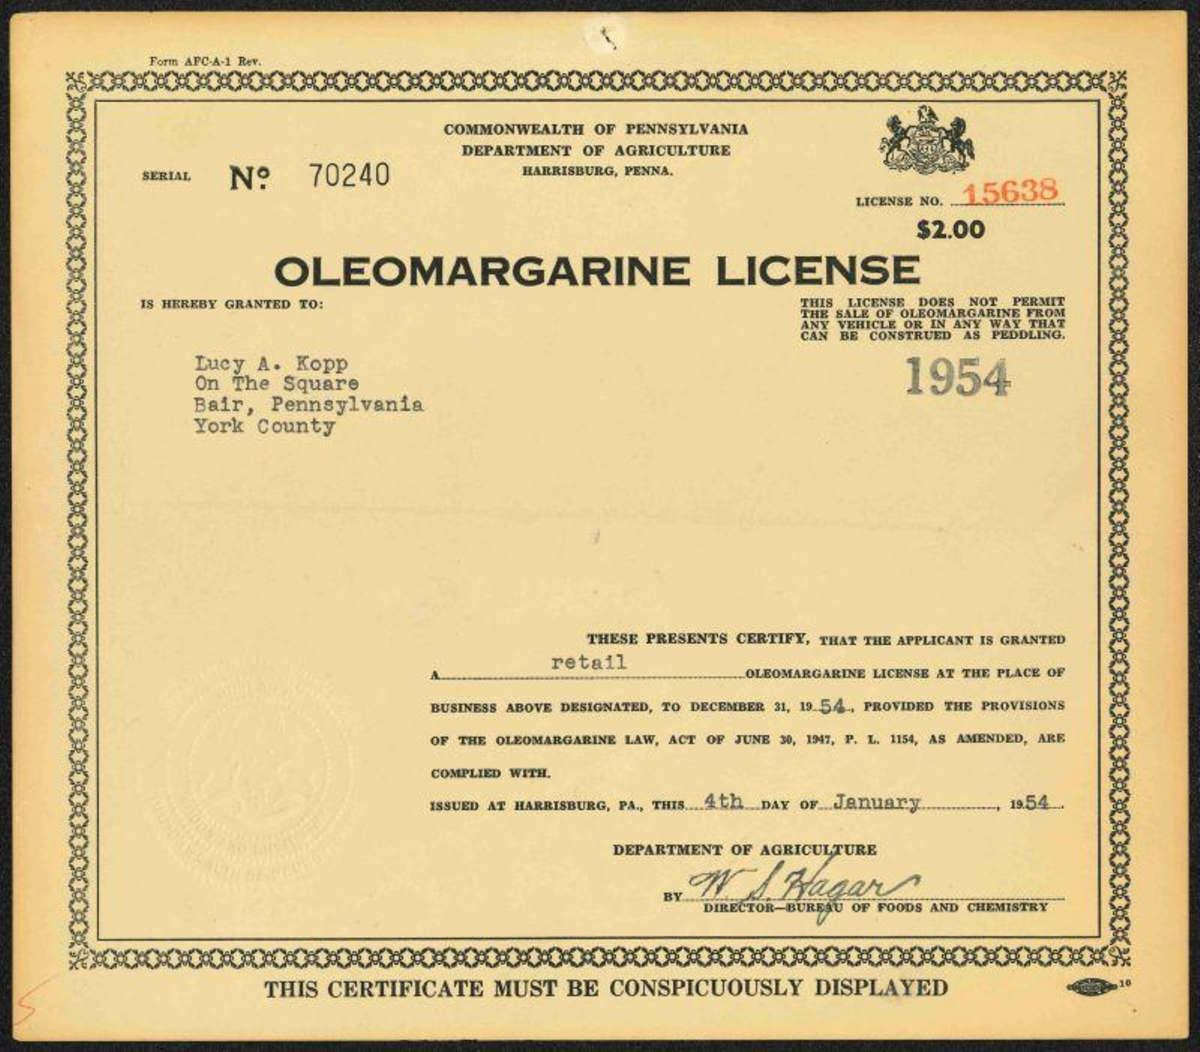 Form AFC-A-1 Rev.
COMMONWEALTH OF PENNSYLVANIA
DEPARTMENT OF AGRICULTURE
HARRISBURG, PENNA.
SERIAL No. 70240
LICENSE NO. 15638
$2.00
OLEOMARGARINE LICENSE
IS HEREBY GRANTED TO:
THIS LICENSE DOES NOT PERMIT
THE SALE OF OLEOMARGARINE FROM
ANY VEHICLE OR IN ANY WAY THAT
CAN BE CONSTRUED AS PEDDLING.
1954
Lucy A. Kopp
On The Square
Bair, Pennsylvania
York County
THESE PRESENTS CERTIFY, THAT THE APPLICANT IS GRANTED
A retail OLEOMARGARINE LICENSE AT THE PLACE OF
BUSINESS ABOVE DESIGNATED, TO DECEMBER 31, 1954, PROVIDED THE PROVISIONS
OF THE OLEOMARGARINE LAW, ACT OF JUNE 30, 1947, P. L. 1154, AS AMENDED, ARE
COMPLIED WITH.
ISSUED AT HARRISBURG, PA., THIS 4th DAY OF January, 1954.
DEPARTMENT OF AGRICULTURE
BY W. S. Hagar
DIRECTOR—BUREAU OF FOODS AND CHEMISTRY
THIS CERTIFICATE MUST BE CONSPICUOUSLY DISPLAYED
16